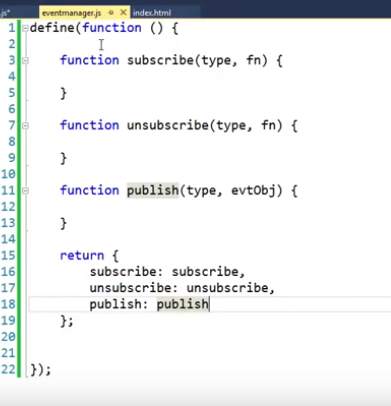 .js*
eventmanager.js
index.html
1 define(function () {
2
3 function subscribe(type, fn) {
4
5 }
6
7 function unsubscribe(type, fn) {
8
9 }
10
11 function publish(type, evtObj) {
12
13 }
14
15 return {
16 subscribe: subscribe,
17 unsubscribe: unsubscribe,
18 publish: publish
19 };
20
21
22 });